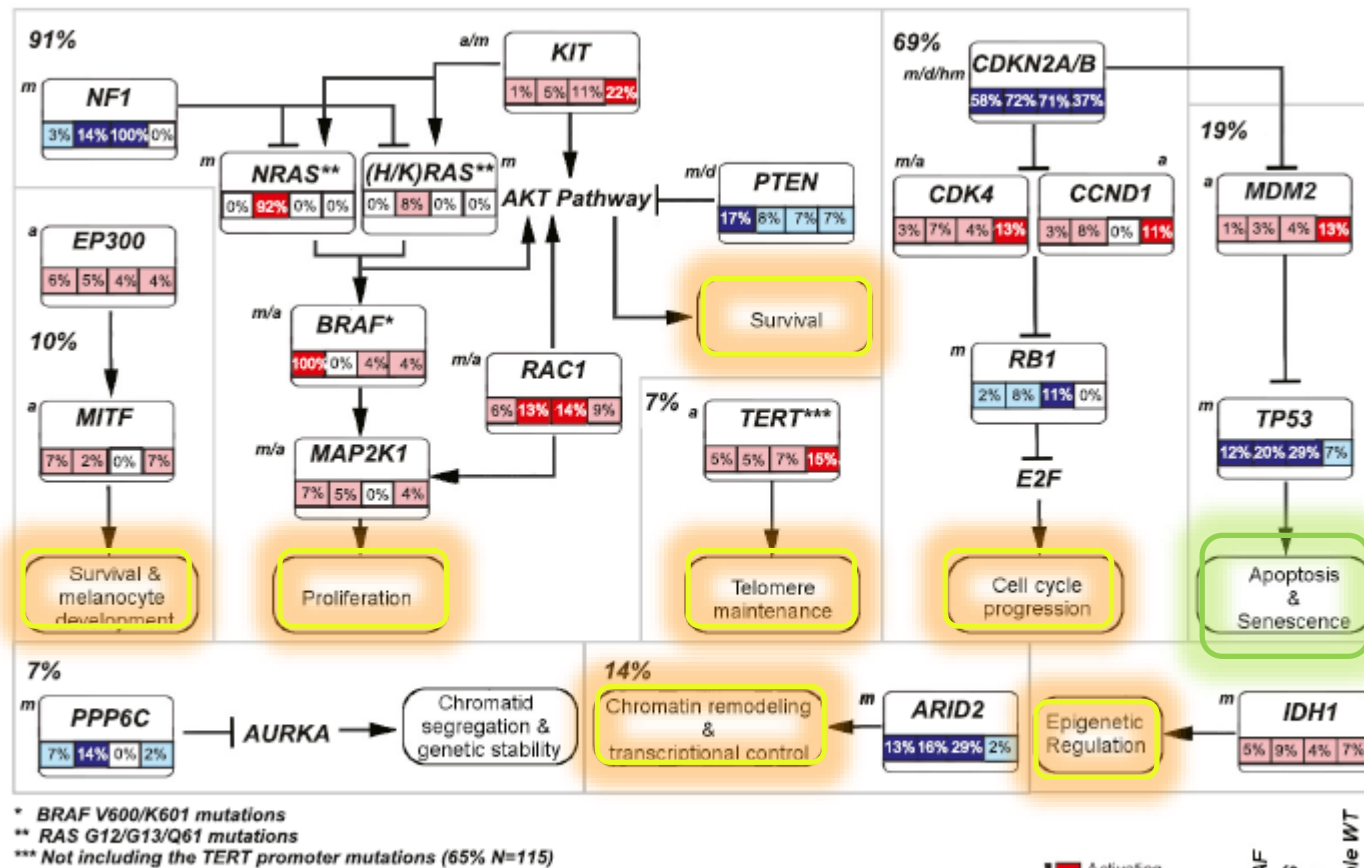 91%
m
NF1
3% 14% 100% 0%
a/m
KIT
1% 5% 11% 22%
m
NRAS**
0% 92% 0% 0%
(H/K)RAS**
m
0% 8% 0% 0%
AKT Pathway
m/d
PTEN
17% 8% 7% 7%
Survival
a
EP300
6% 5% 4% 4%
10%
a
MITF
7% 2% 0% 7%
Survival &
melanocyte
development
m/a
BRAF*
100% 0% 4% 4%
m/a
RAC1
6% 13% 14% 9%
m/a
MAP2K1
7% 5% 0% 4%
Proliferation
7%
a
TERT***
5% 5% 7% 15%
Telomere
maintenance
69%
m/d/hm
CDKN2A/B
58% 72% 71% 37%
m/a
CDK4
3% 7% 4% 13%
a
CCND1
3% 8% 0% 11%
m
RB1
2% 8% 11% 0%
E2F
Cell cycle
progression
19%
a
MDM2
1% 3% 4% 13%
m
TP53
12% 20% 29% 7%
Apoptosis
&
Senescence
7%
m
PPP6C
7% 14% 0% 2%
AURKA
Chromatid
segregation &
genetic stability
14%
Chromatin remodeling
&
transcriptional control
m
ARID2
13% 16% 29% 2%
Epigenetic
Regulation
m
IDH1
5% 9% 4% 7%
* BRAF V600/K601 mutations
** RAS G12/G13/Q61 mutations
*** Not including the TERT promoter mutations (65% N=115)
Activating
WT